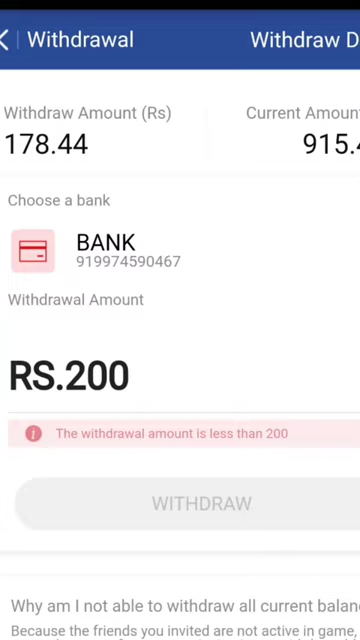 Withdrawal
Withdraw D
Withdraw Amount (Rs)
Current Amount
178.44
915.4
Choose a bank
BANK
919974590467
Withdrawal Amount
RS.200
The withdrawal amount is less than 200
WITHDRAW
Why am I not able to withdraw all current balan
Because the friends you invited are not active in game,